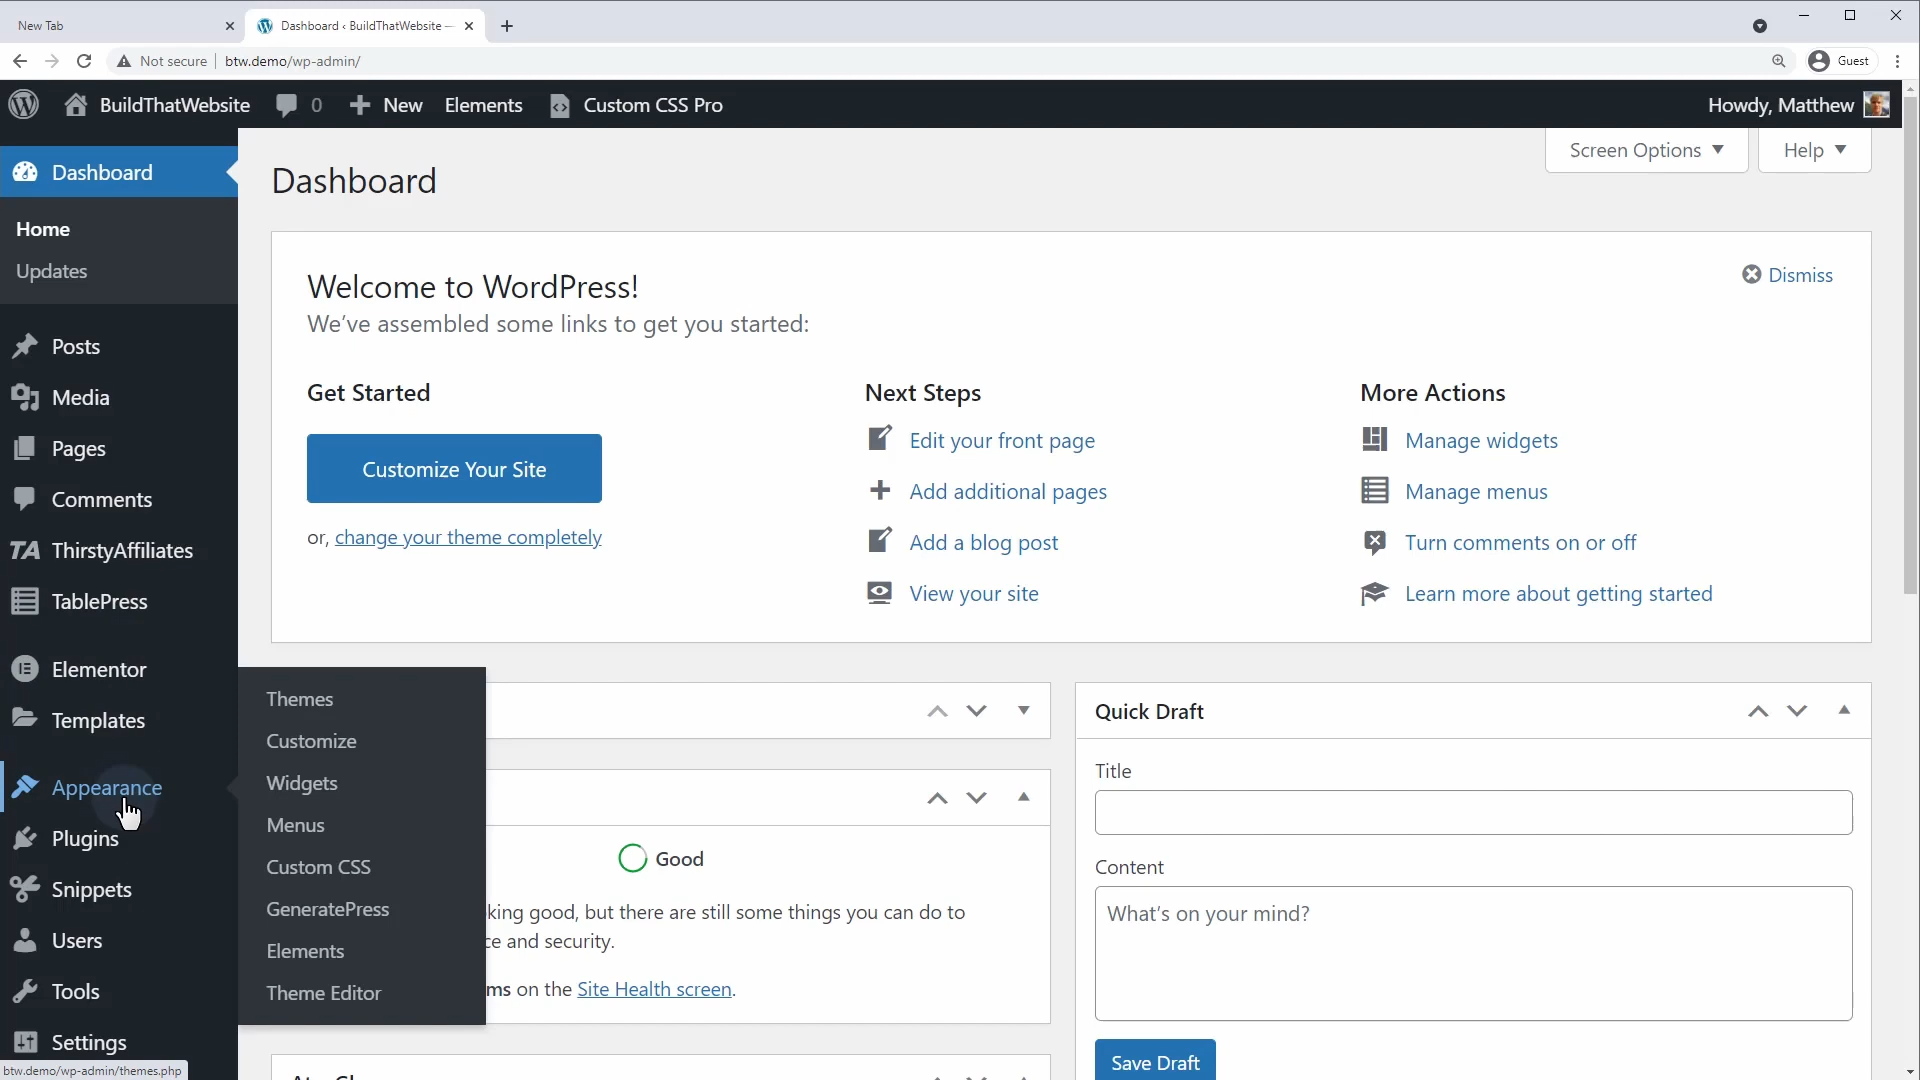 New Tab
Dashboard ‹ BuildThatWebsite —
Not secure
btw.demo/wp-admin/
Guest
BuildThatWebsite
0
New
Elements
Custom CSS Pro
Howdy, Matthew
Dashboard
Home
Updates
Posts
Media
Pages
Comments
TA ThirstyAffiliates
TablePress
Elementor
Templates
Appearance
Plugins
Snippets
Users
Tools
Settings
btw.demo/wp-admin/themes.php
Themes
Customize
Widgets
Menus
Custom CSS
GeneratePress
Elements
Theme Editor
Screen Options
Help
Dashboard
Welcome to WordPress!
We've assembled some links to get you started:
Dismiss
Get Started
Customize Your Site
or, change your theme completely
Next Steps
Edit your front page
Add additional pages
Add a blog post
View your site
More Actions
Manage widgets
Manage menus
Turn comments on or off
Learn more about getting started
Good
king good, but there are still some things you can do to
ce and security.
ms on the Site Health screen.
Quick Draft
Title
Content
What's on your mind?
Save Draft